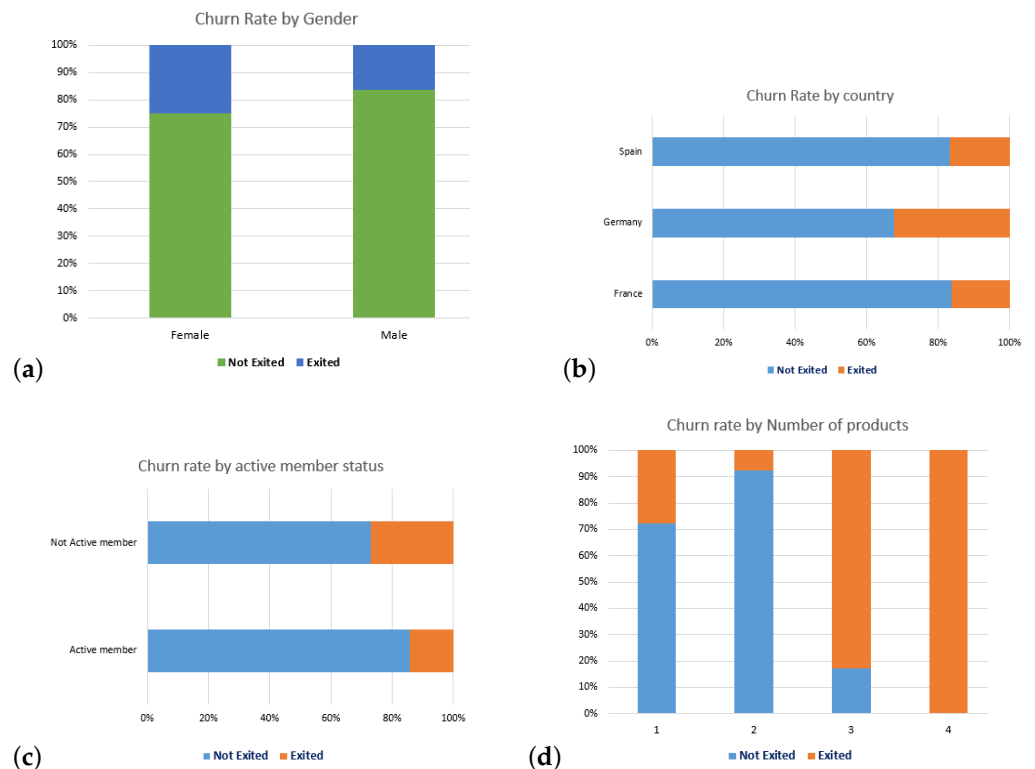 Churn Rate by Gender
100%
90%
80%
70%
60%
50%
40%
30%
20%
10%
0%
Female Male
Not Exited Exited
(a)
Churn Rate by country
Spain
Germany
France
0% 20% 40% 60% 80% 100%
Not Exited Exited
(b)
Churn rate by active member status
Not Active member
Active member
0% 20% 40% 60% 80% 100%
Not Exited Exited
(c)
Churn rate by Number of products
100%
90%
80%
70%
60%
50%
40%
30%
20%
10%
0%
1 2 3 4
Not Exited Exited
(d)